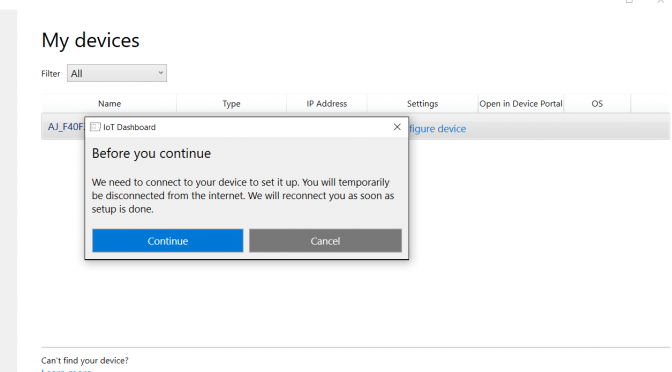 My devices
Filter
All
Name
Type
IP Address
Settings
Open in Device Portal
OS
AJ_F40F
figure device
IoT Dashboard
Before you continue
We need to connect to your device to set it up. You will temporarily
be disconnected from the internet. We will reconnect you as soon as
setup is done.
Continue
Cancel
Can't find your device?
Learn more